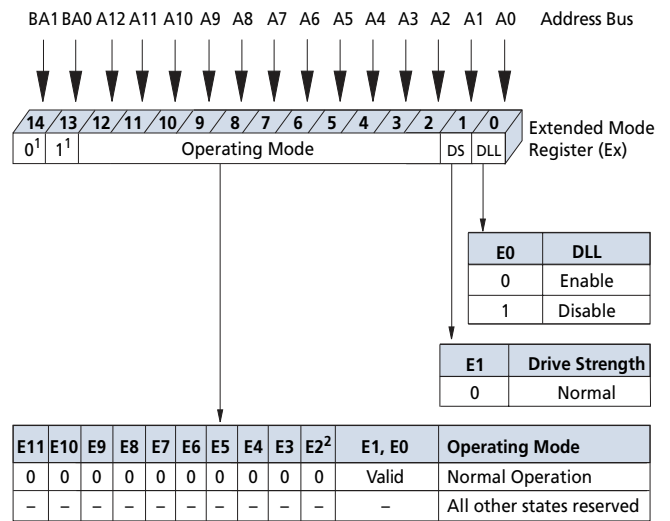 BA1 BA0 A12 A11 A10 A9 A8 A7 A6 A5 A4 A3 A2 A1 A0 Address Bus
14 13 12 11 10 9 8 7 6 5 4 3 2 1 0
Extended Mode
Register (Ex)
0¹ 1¹ Operating Mode DS DLL
E0 DLL
0 Enable
1 Disable
E1 Drive Strength
0 Normal
E11 E10 E9 E8 E7 E6 E5 E4 E3 E2² E1, E0 Operating Mode
0 0 0 0 0 0 0 0 0 0 Valid Normal Operation
– – – – – – – – – – – All other states reserved